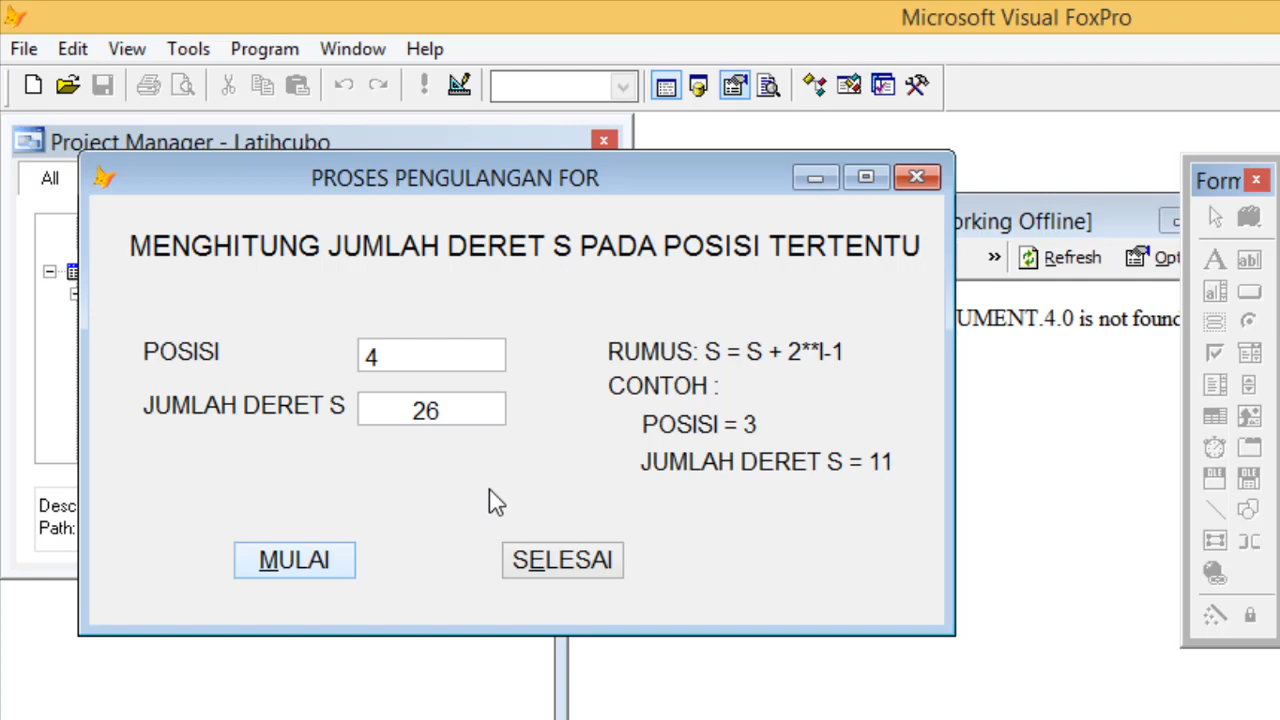 Microsoft Visual FoxPro
File Edit View Tools Program Window Help
Project Manager - Latihcubo
All
PROSES PENGULANGAN FOR
Form
orking Offline]
MENGHITUNG JUMLAH DERET S PADA POSISI TERTENTU
» Refresh Opt
UMENT.4.0 is not found
POSISI 4 RUMUS: S = S + 2**I-1
CONTOH :
JUMLAH DERET S 26
POSISI = 3
JUMLAH DERET S = 11
Desc
Path:
MULAI SELESAI